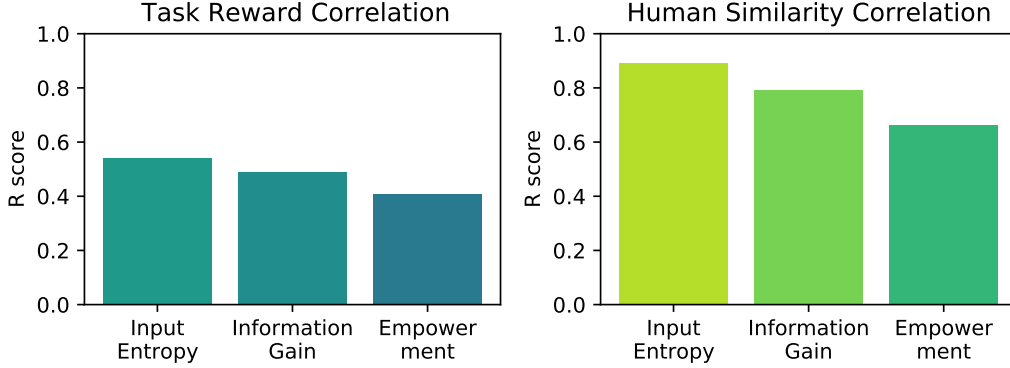 Task Reward Correlation
R score
1.0
0.8
0.6
0.4
0.2
0.0
Input
Entropy
Information
Gain
Empower
ment
Human Similarity Correlation
R score
1.0
0.8
0.6
0.4
0.2
0.0
Input
Entropy
Information
Gain
Empower
ment